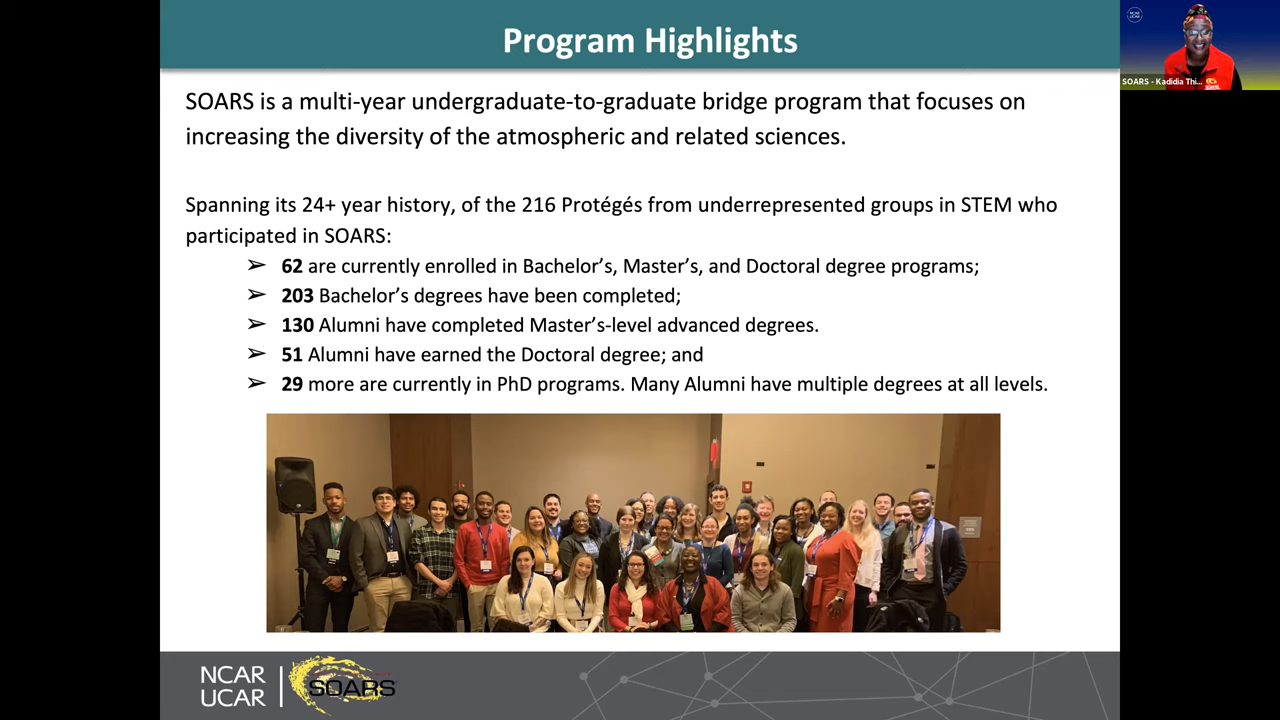 Program Highlights
NCAR
UCAR
SOARS - Kadidia Thi...
SOARS is a multi-year undergraduate-to-graduate bridge program that focuses on
increasing the diversity of the atmospheric and related sciences.
Spanning its 24+ year history, of the 216 Protégés from underrepresented groups in STEM who
participated in SOARS:
➢ 62 are currently enrolled in Bachelor's, Master's, and Doctoral degree programs;
➢ 203 Bachelor's degrees have been completed;
➢ 130 Alumni have completed Master's-level advanced degrees.
➢ 51 Alumni have earned the Doctoral degree; and
➢ 29 more are currently in PhD programs. Many Alumni have multiple degrees at all levels.
NCAR
UCAR
SOARS